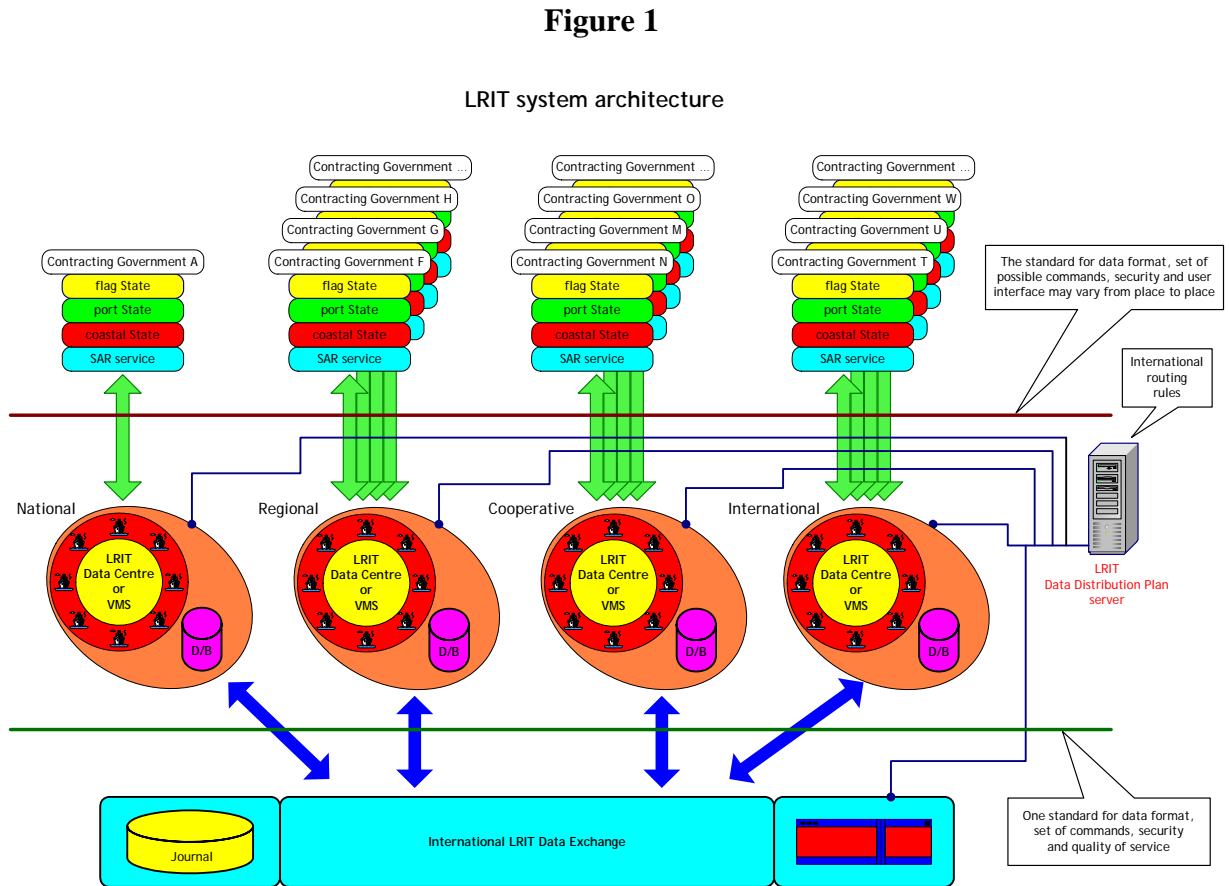 Figure 1
LRIT system architecture
Contracting Government ...
Contracting Government H
Contracting Government G
Contracting Government F
Contracting Government ...
Contracting Government O
Contracting Government M
Contracting Government N
Contracting Government ...
Contracting Government W
Contracting Government U
Contracting Government T
Contracting Government A
flag State
port State
coastal State
SAR service
flag State
port State
coastal State
SAR service
flag State
port State
coastal State
SAR service
flag State
port State
coastal State
SAR service
The standard for data format, set of
possible commands, security and user
interface may vary from place to place
International
routing
rules
National
Regional
Cooperative
International
LRIT
Data Centre
or
VMS
D/B
LRIT
Data Centre
or
VMS
D/B
LRIT
Data Centre
or
VMS
D/B
LRIT
Data Centre
or
VMS
D/B
LRIT
Data Distribution Plan
server
Journal
International LRIT Data Exchange
One standard for data format,
set of commands, security
and quality of service